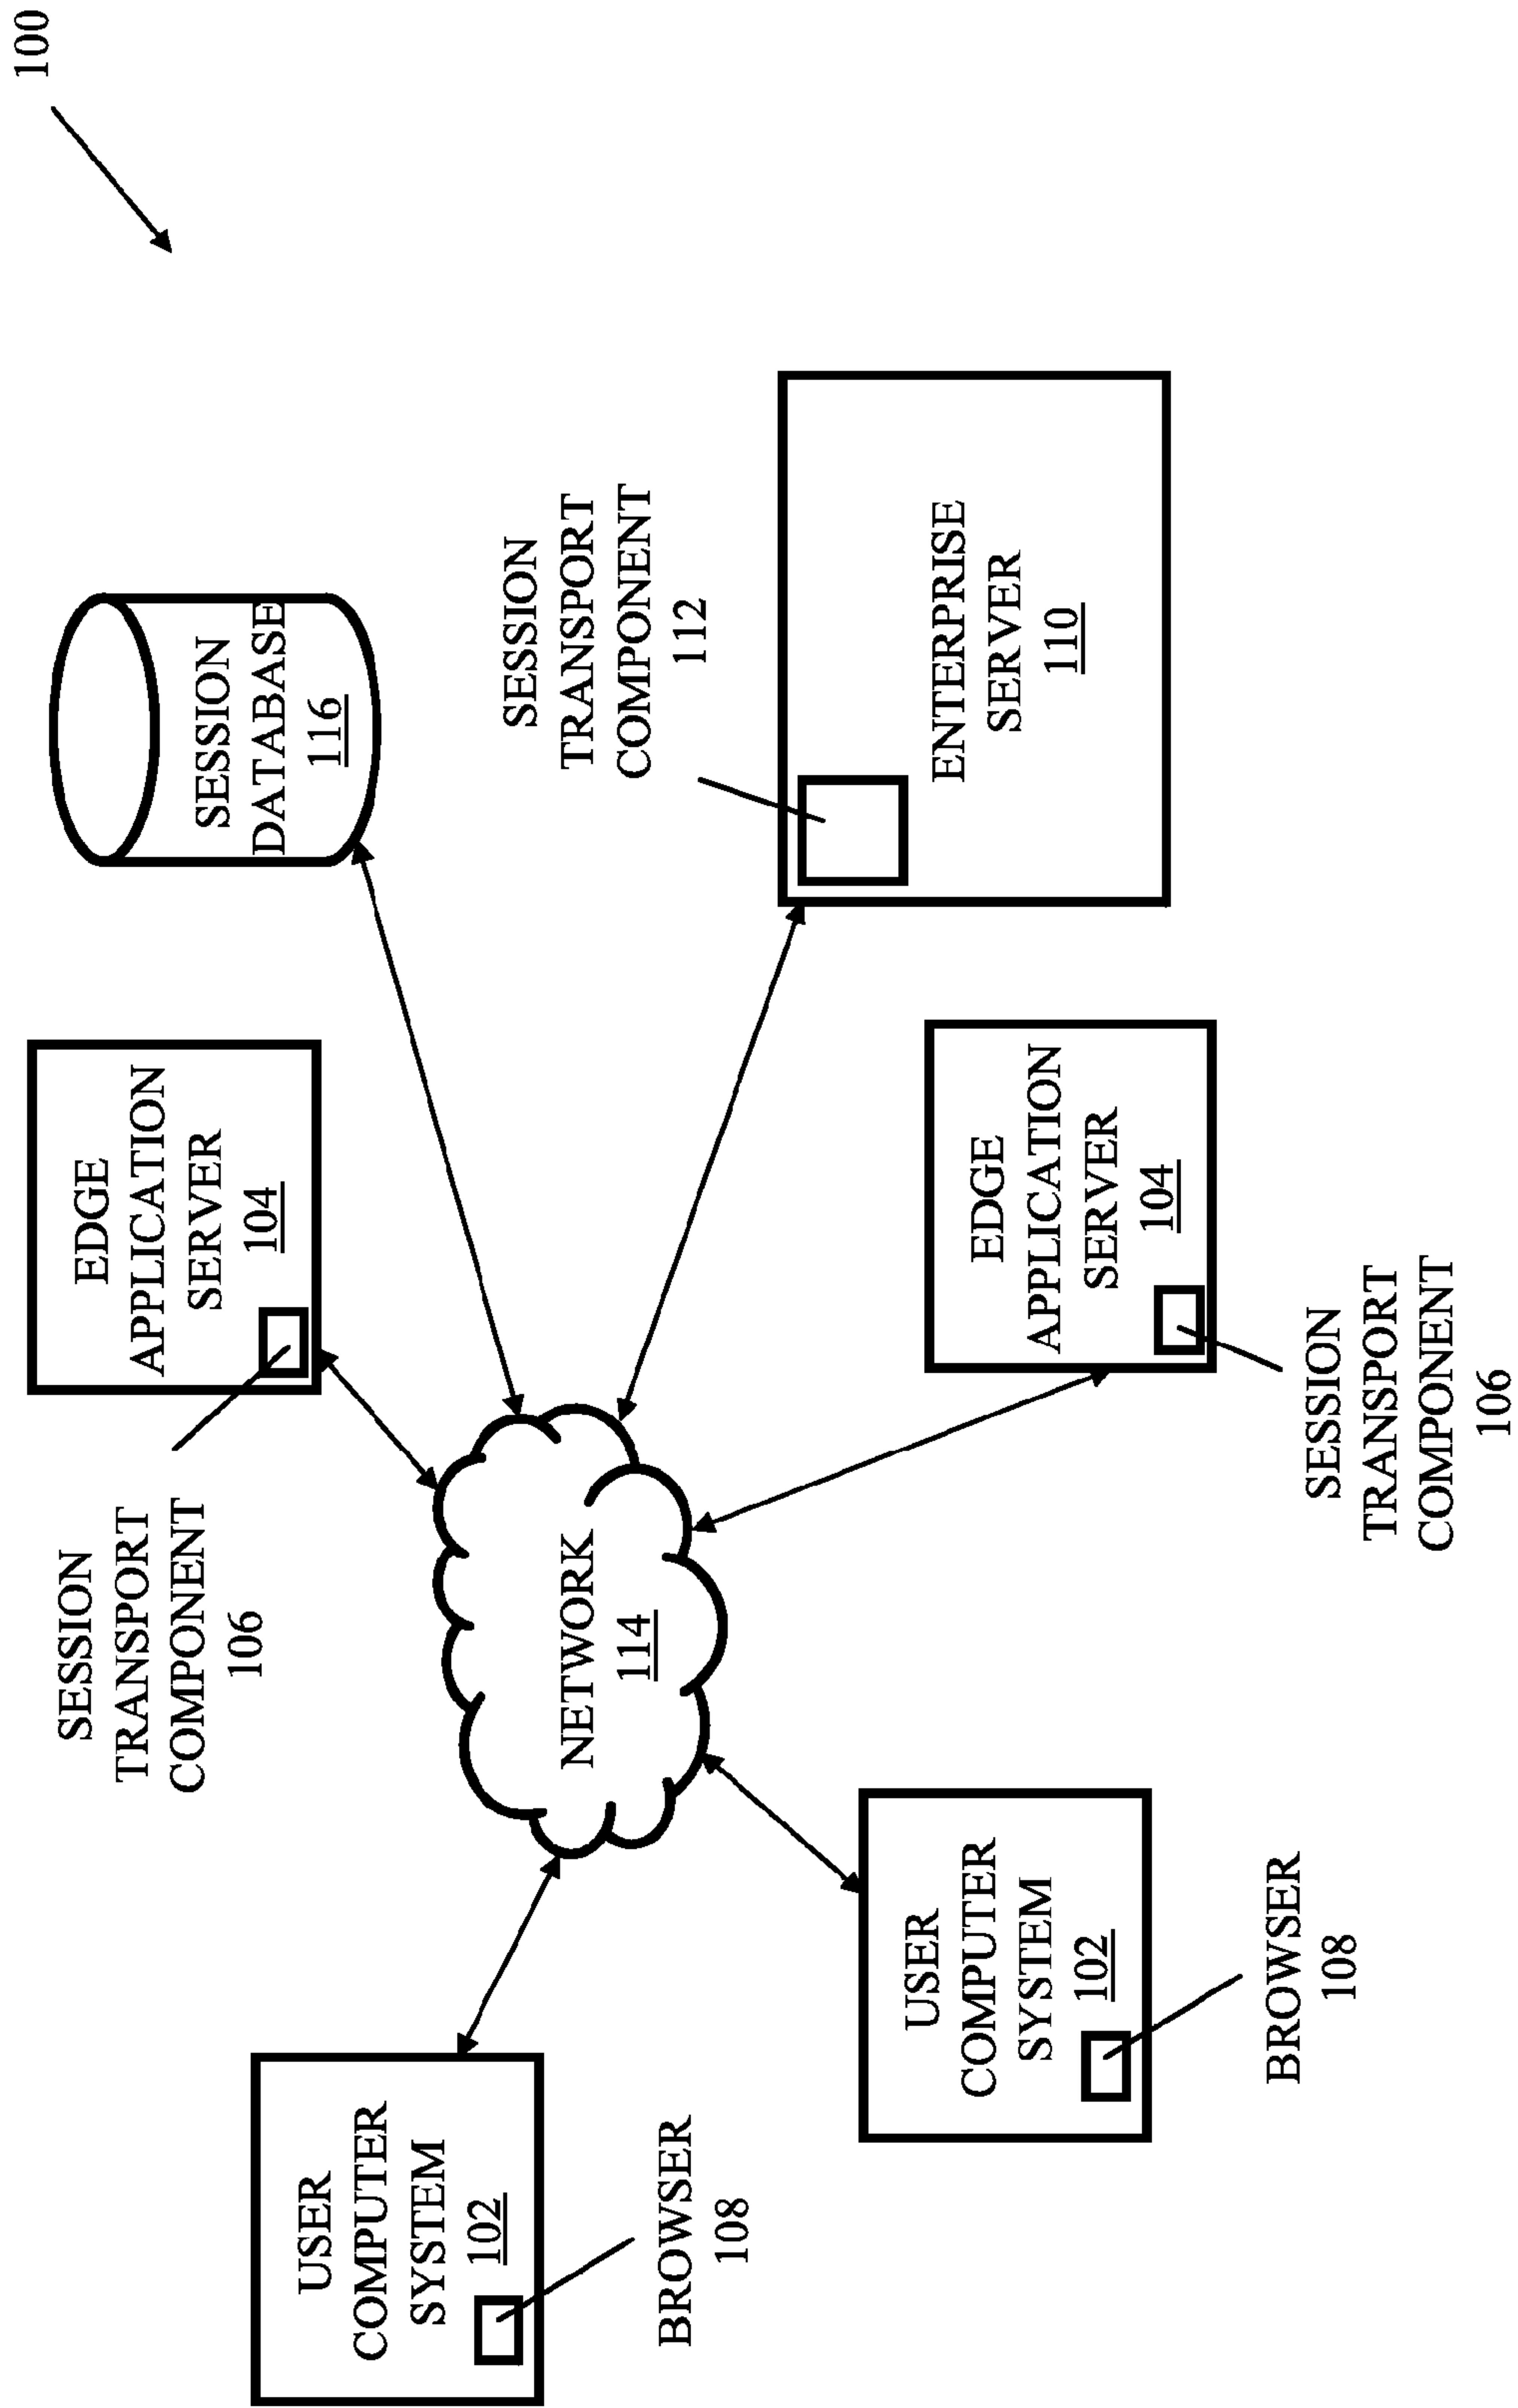 100
SESSION
TRANSPORT
COMPONENT
106
EDGE
APPLICATION
SERVER
104
SESSION
DATABASE
116
USER
COMPUTER
SYSTEM
102
BROWSER
108
NETWORK
114
SESSION
TRANSPORT
COMPONENT
112
ENTERPRISE
SERVER
110
USER
COMPUTER
SYSTEM
102
BROWSER
108
EDGE
APPLICATION
SERVER
104
SESSION
TRANSPORT
COMPONENT
106